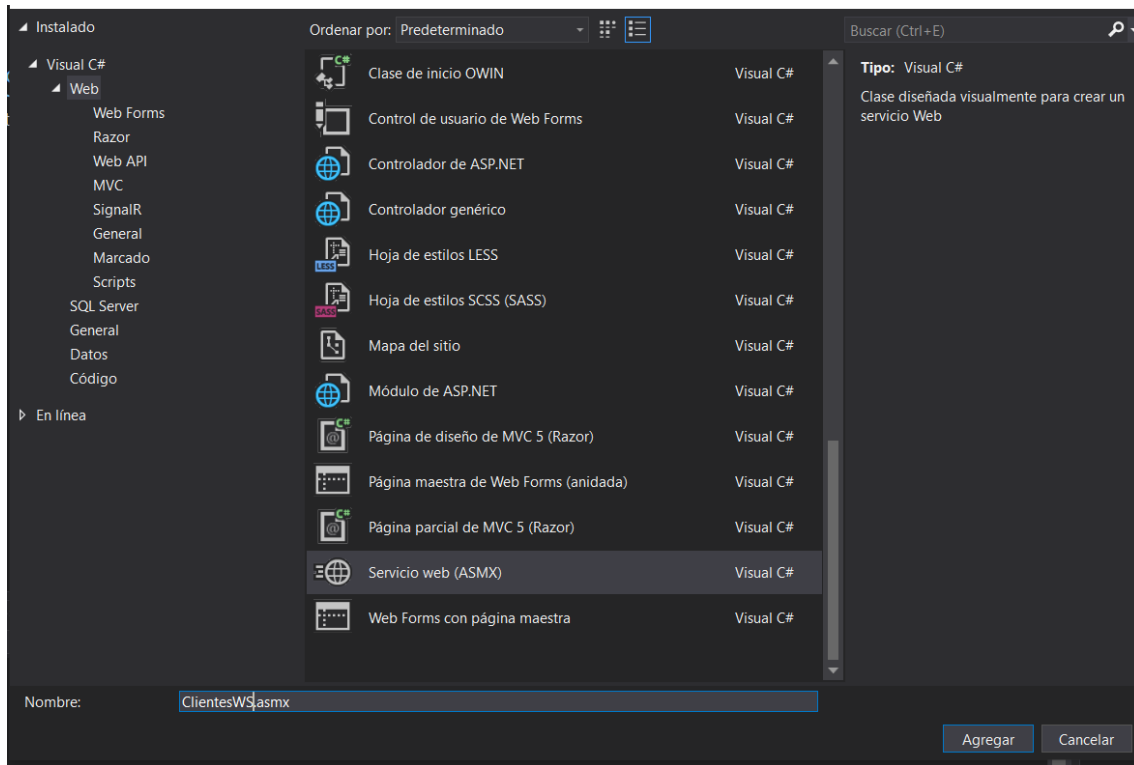 Instalado
Visual C#
Web
Web Forms
Razor
Web API
MVC
SignalR
General
Marcado
Scripts
SQL Server
General
Datos
Código
En línea
Ordenar por: Predeterminado
C# Clase de inicio OWIN Visual C#
Control de usuario de Web Forms Visual C#
Controlador de ASP.NET Visual C#
Controlador genérico Visual C#
LESS Hoja de estilos LESS Visual C#
SASS Hoja de estilos SCSS (SASS) Visual C#
Mapa del sitio Visual C#
Módulo de ASP.NET Visual C#
C# @ Página de diseño de MVC 5 (Razor) Visual C#
Página maestra de Web Forms (anidada) Visual C#
C# @ Página parcial de MVC 5 (Razor) Visual C#
Servicio web (ASMX) Visual C#
Web Forms con página maestra Visual C#
Buscar (Ctrl+E)
Tipo: Visual C#
Clase diseñada visualmente para crear un
servicio Web
Nombre: ClientesWS.asmx
Agregar Cancelar